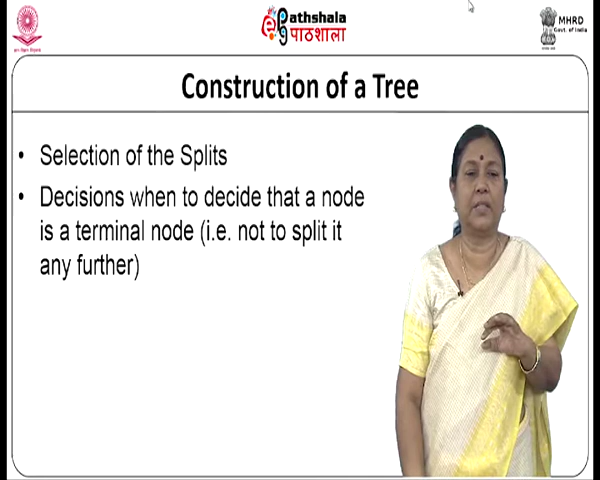 ePathshala
पाठशाला
MHRD
Govt. of India
Construction of a Tree
• Selection of the Splits
• Decisions when to decide that a node
is a terminal node (i.e. not to split it
any further)